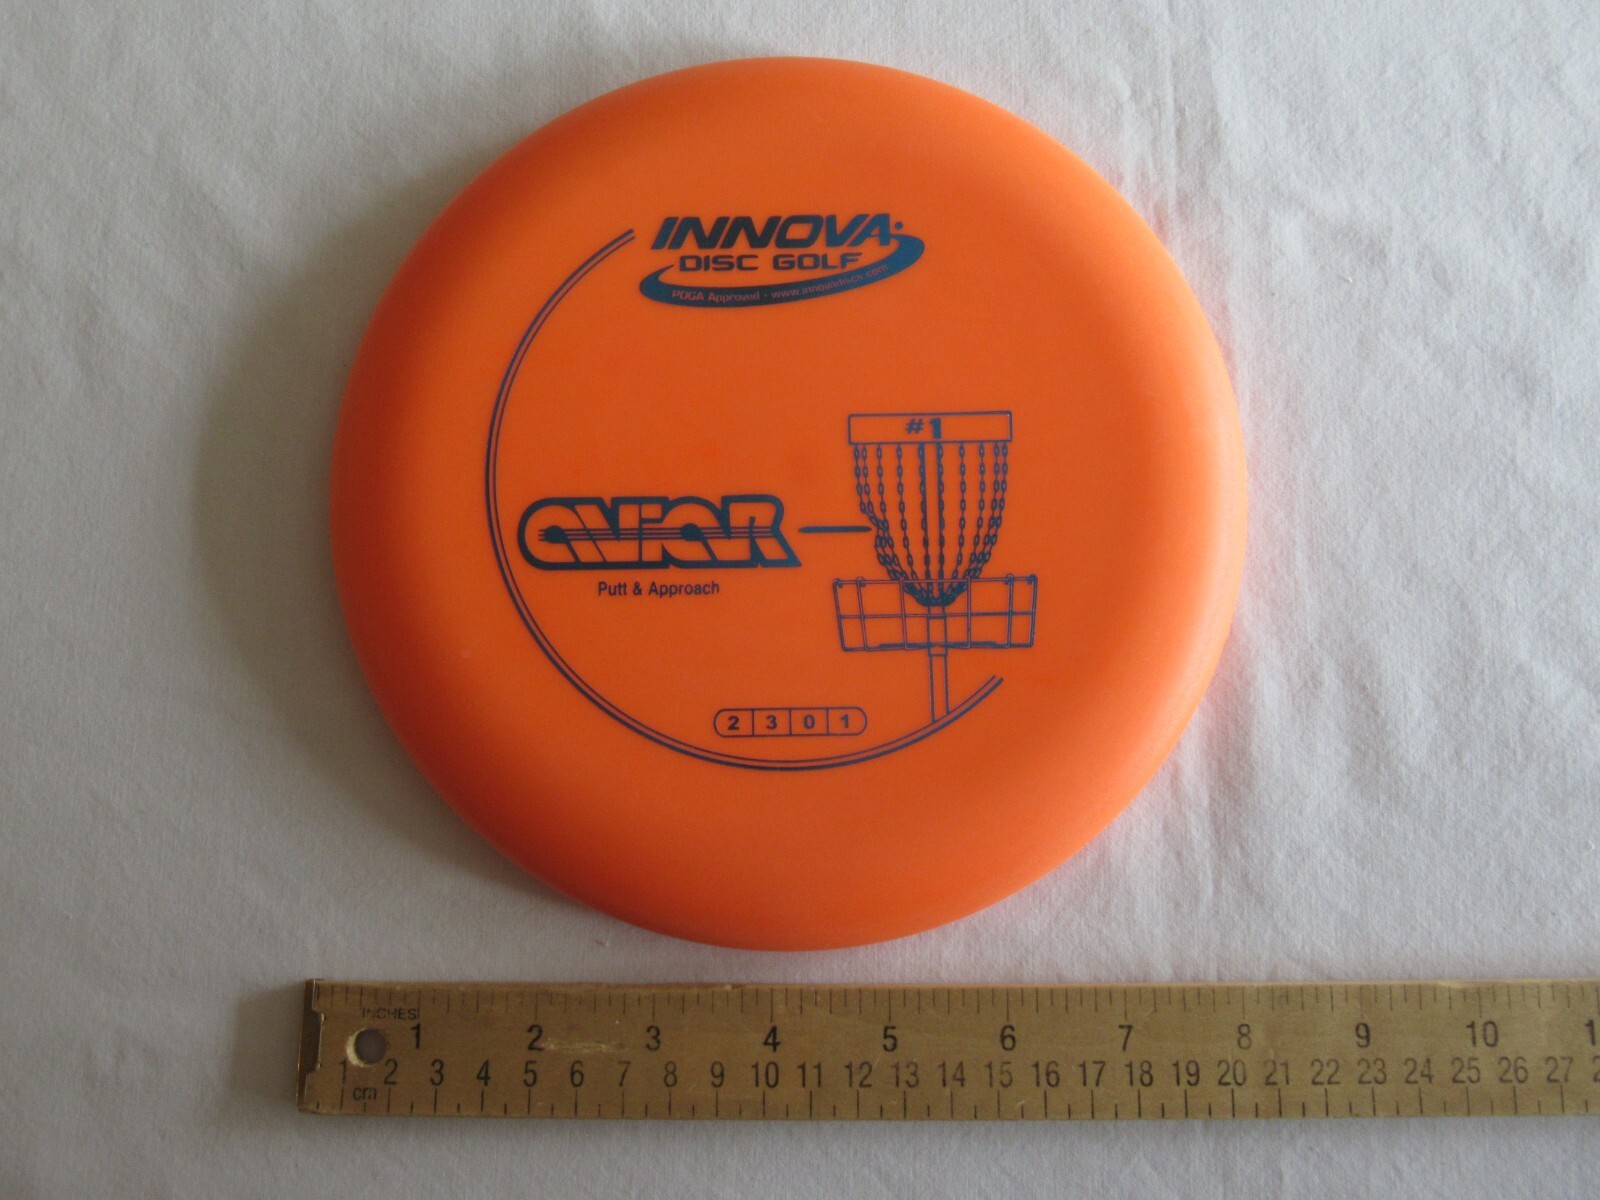 INNOVA
DISC GOLF
PDGA Approved · www.innovadiscs.com
#1
AVIAR
Putt & Approach
2 3 0 1
INCHES
1 2 3 4 5 6 7 8 9 10
1 2 3 4 5 6 7 8 9 10 11 12 13 14 15 16 17 18 19 20 21 22 23 24 25 26 27
cm